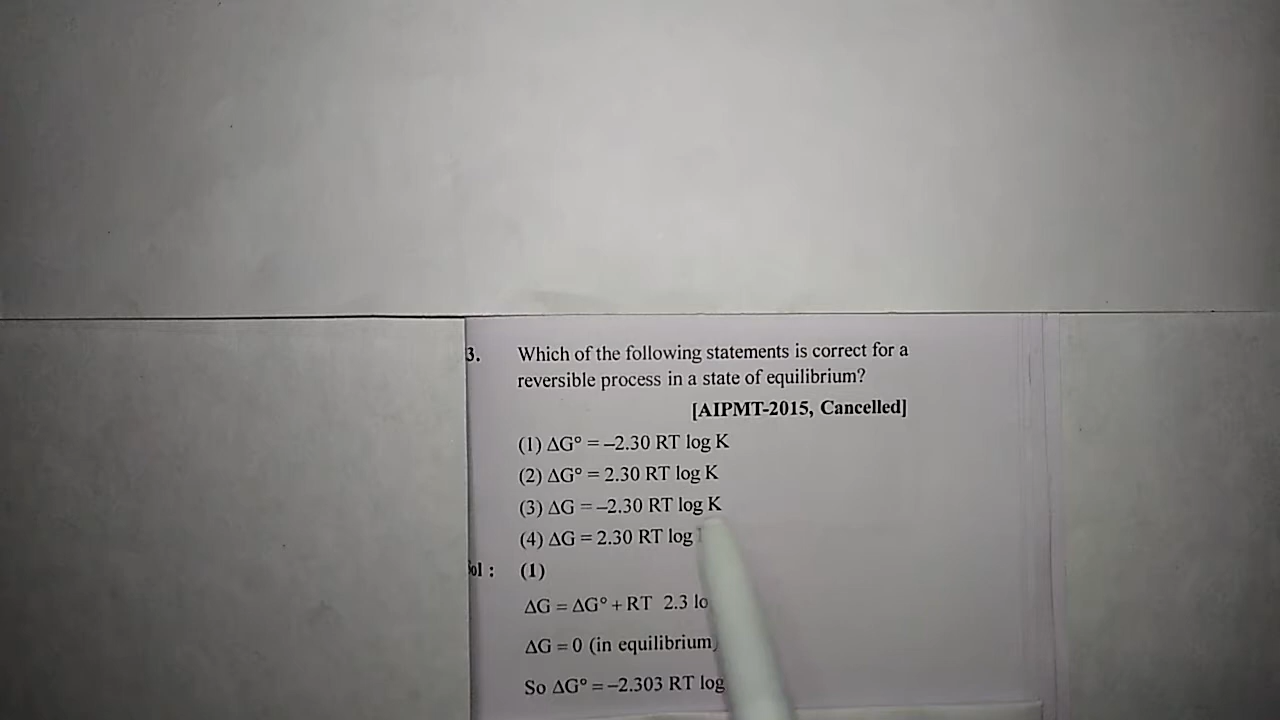 3. Which of the following statements is correct for a
reversible process in a state of equilibrium?
[AIPMT-2015, Cancelled]
(1) ΔG° = –2.30 RT log K
(2) ΔG° = 2.30 RT log K
(3) ΔG = –2.30 RT log K
(4) ΔG = 2.30 RT log
ol : (1)
ΔG = ΔG° + RT 2.3 lo
ΔG = 0 (in equilibrium)
So ΔG° = –2.303 RT log